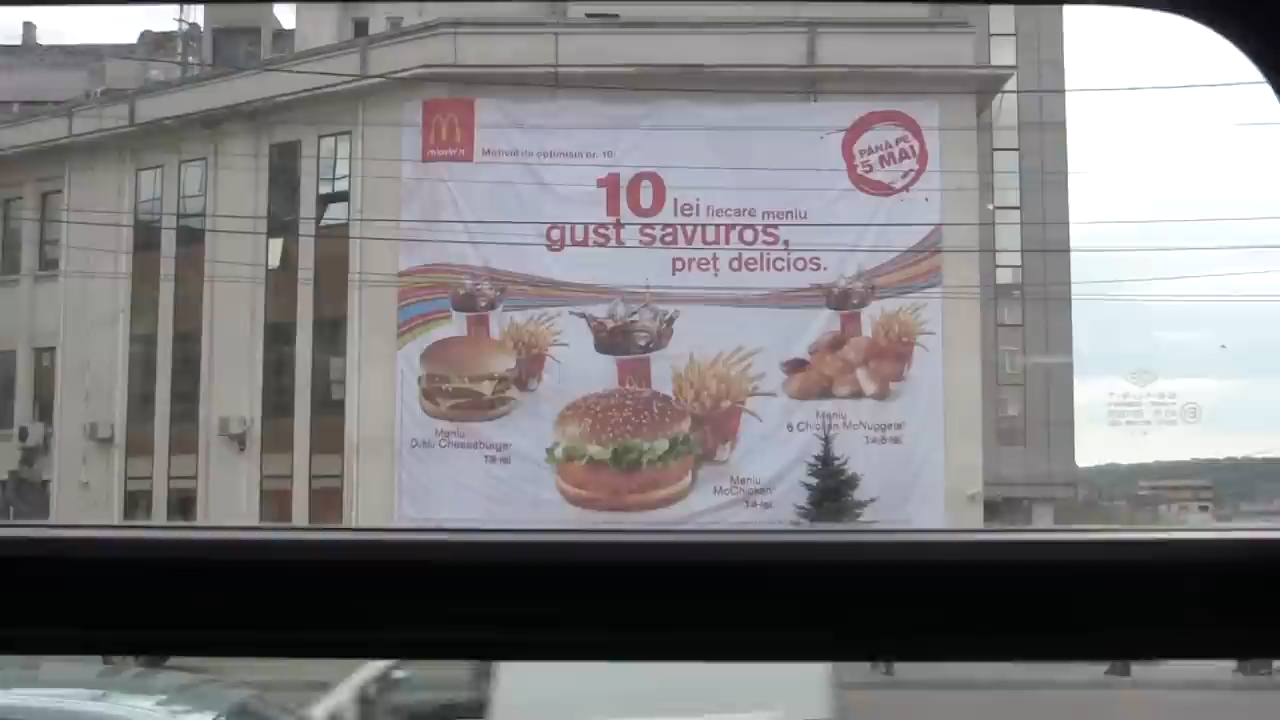 Motivul de optimism nr. 10:
PÂNĂ PE
5 MAI
10 lei fiecare meniu
gust savuros,
preț delicios.
Meniu
Dublu Cheeseburger
Meniu
6 Chicken McNuggets
Meniu
McChicken